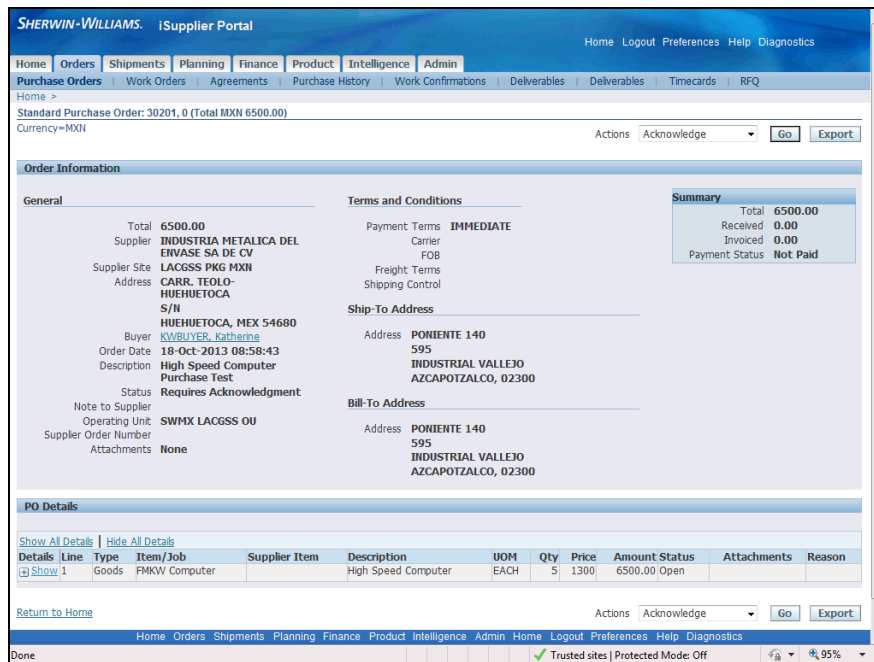 SHERWIN-WILLIAMS. iSupplier Portal
Home Logout Preferences Help Diagnostics
Home Orders Shipments Planning Finance Product Intelligence Admin
Purchase Orders | Work Orders | Agreements | Purchase History | Work Confirmations | Deliverables | Deliverables | Timecards | RFQ
Home >
Standard Purchase Order: 30201, 0 (Total MXN 6500.00)
Currency=MXN
Actions Acknowledge Go Export
Order Information
General
Total 6500.00
Supplier INDUSTRIA METALICA DEL
ENVASE SA DE CV
Supplier Site LACGSS PKG MXN
Address CARR. TEOLO-
HUEHUETOCA
S/N
HUEHUETOCA, MEX 54680
Buyer KWBUYER, Katherine
Order Date 18-Oct-2013 08:58:43
Description High Speed Computer
Purchase Test
Status Requires Acknowledgment
Note to Supplier
Operating Unit SWMX LACGSS OU
Supplier Order Number
Attachments None
Terms and Conditions
Payment Terms IMMEDIATE
Carrier
FOB
Freight Terms
Shipping Control
Ship-To Address
Address PONIENTE 140
595
INDUSTRIAL VALLEJO
AZCAPOTZALCO, 02300
Bill-To Address
Address PONIENTE 140
595
INDUSTRIAL VALLEJO
AZCAPOTZALCO, 02300
Summary
Total 6500.00
Received 0.00
Invoiced 0.00
Payment Status Not Paid
PO Details
Show All Details | Hide All Details
Details Line Type Item/Job Supplier Item Description UOM Qty Price Amount Status Attachments Reason
Show 1 Goods FMKW Computer High Speed Computer EACH 5 1300 6500.00 Open
Return to Home
Actions Acknowledge Go Export
Home Orders Shipments Planning Finance Product Intelligence Admin Home Logout Preferences Help Diagnostics
Done
Trusted sites | Protected Mode: Off
95%